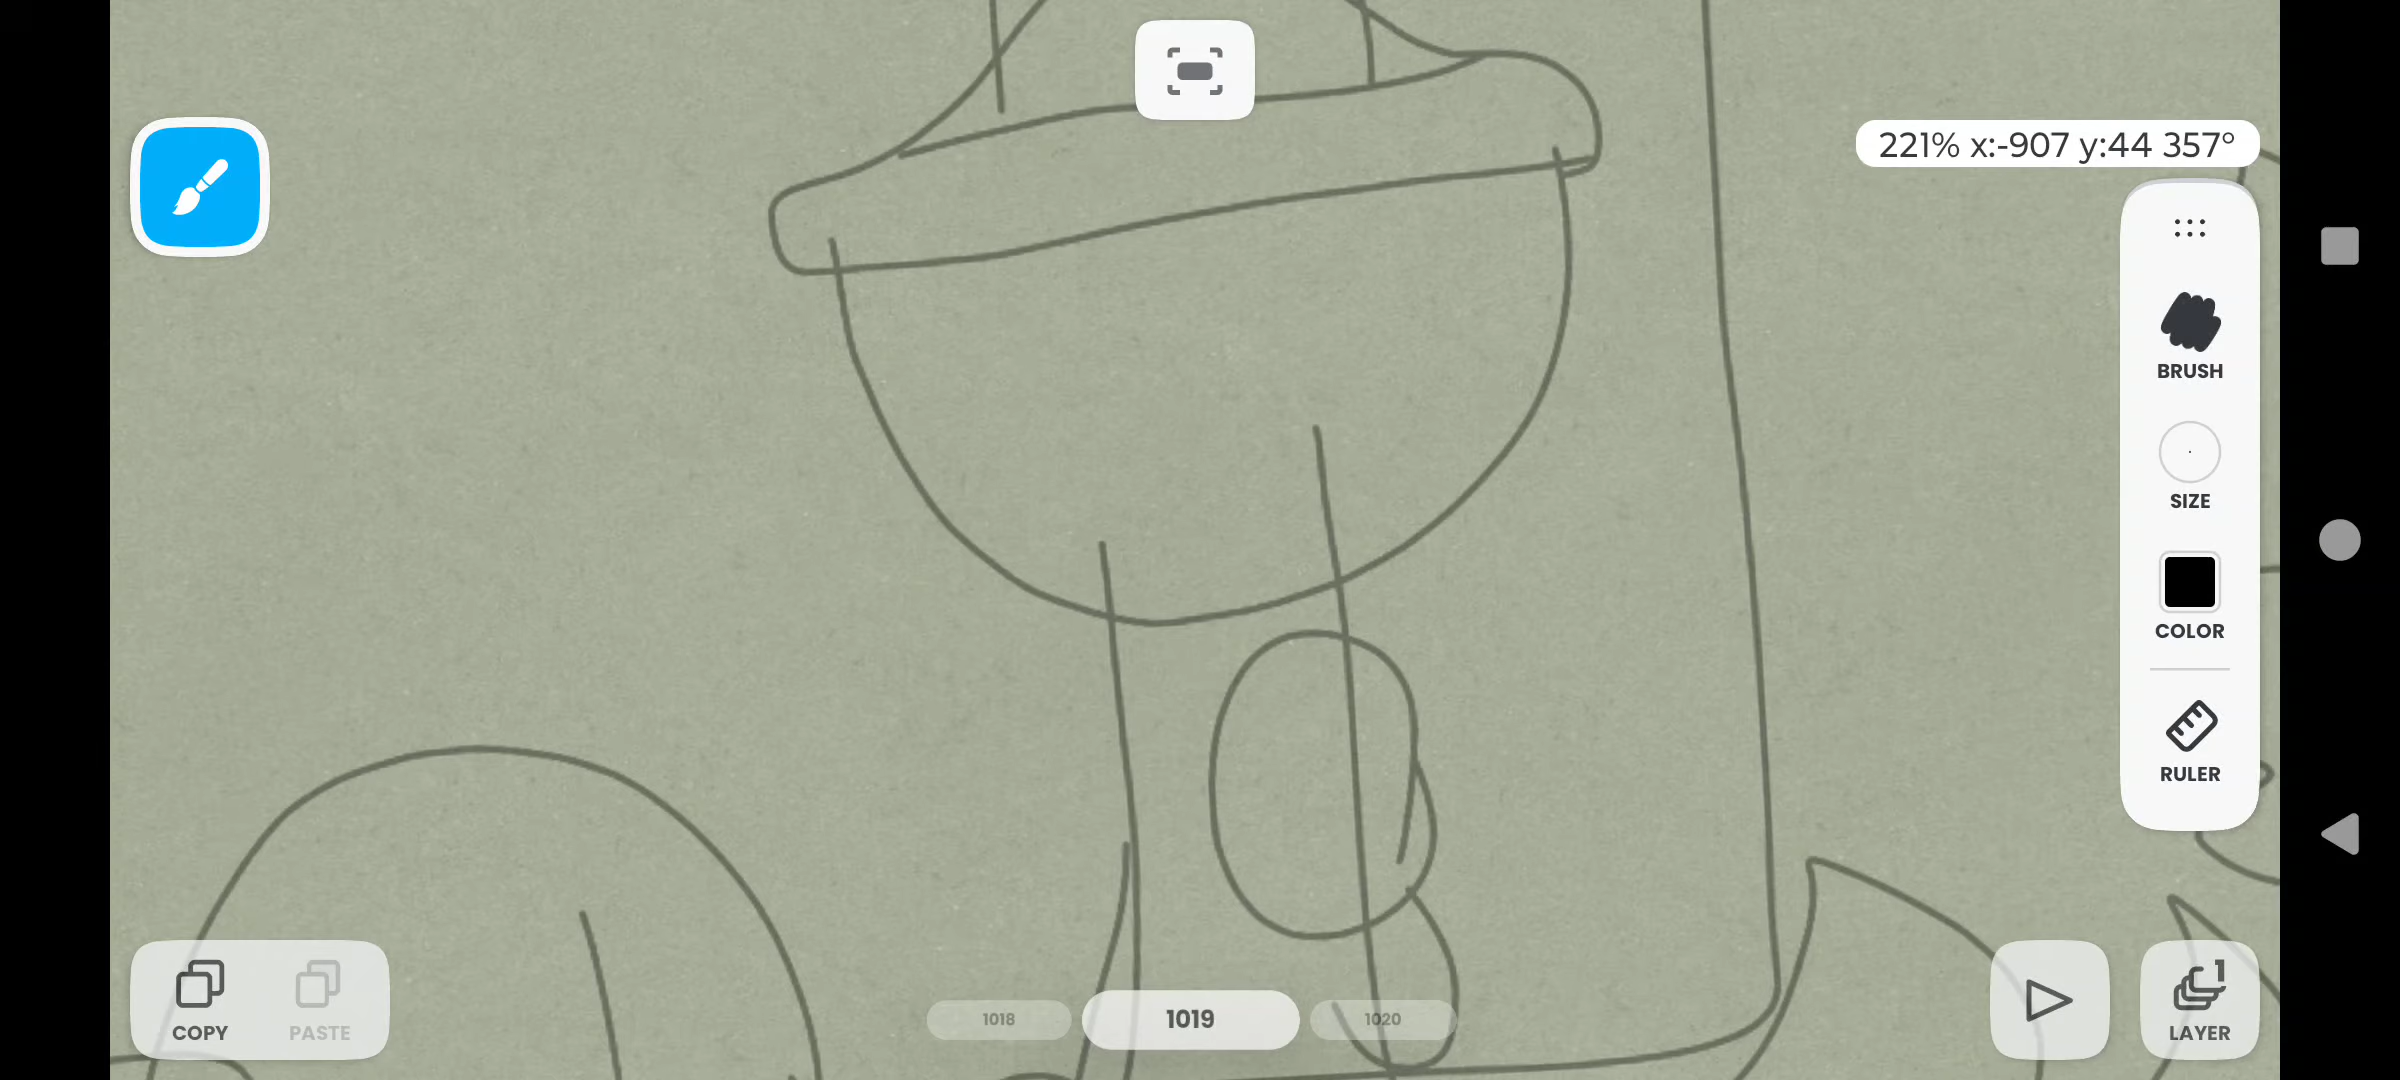 221% x:-907 y:44 357°
BRUSH
SIZE
COLOR
RULER
COPY
PASTE
1018
1019
1020
1
LAYER